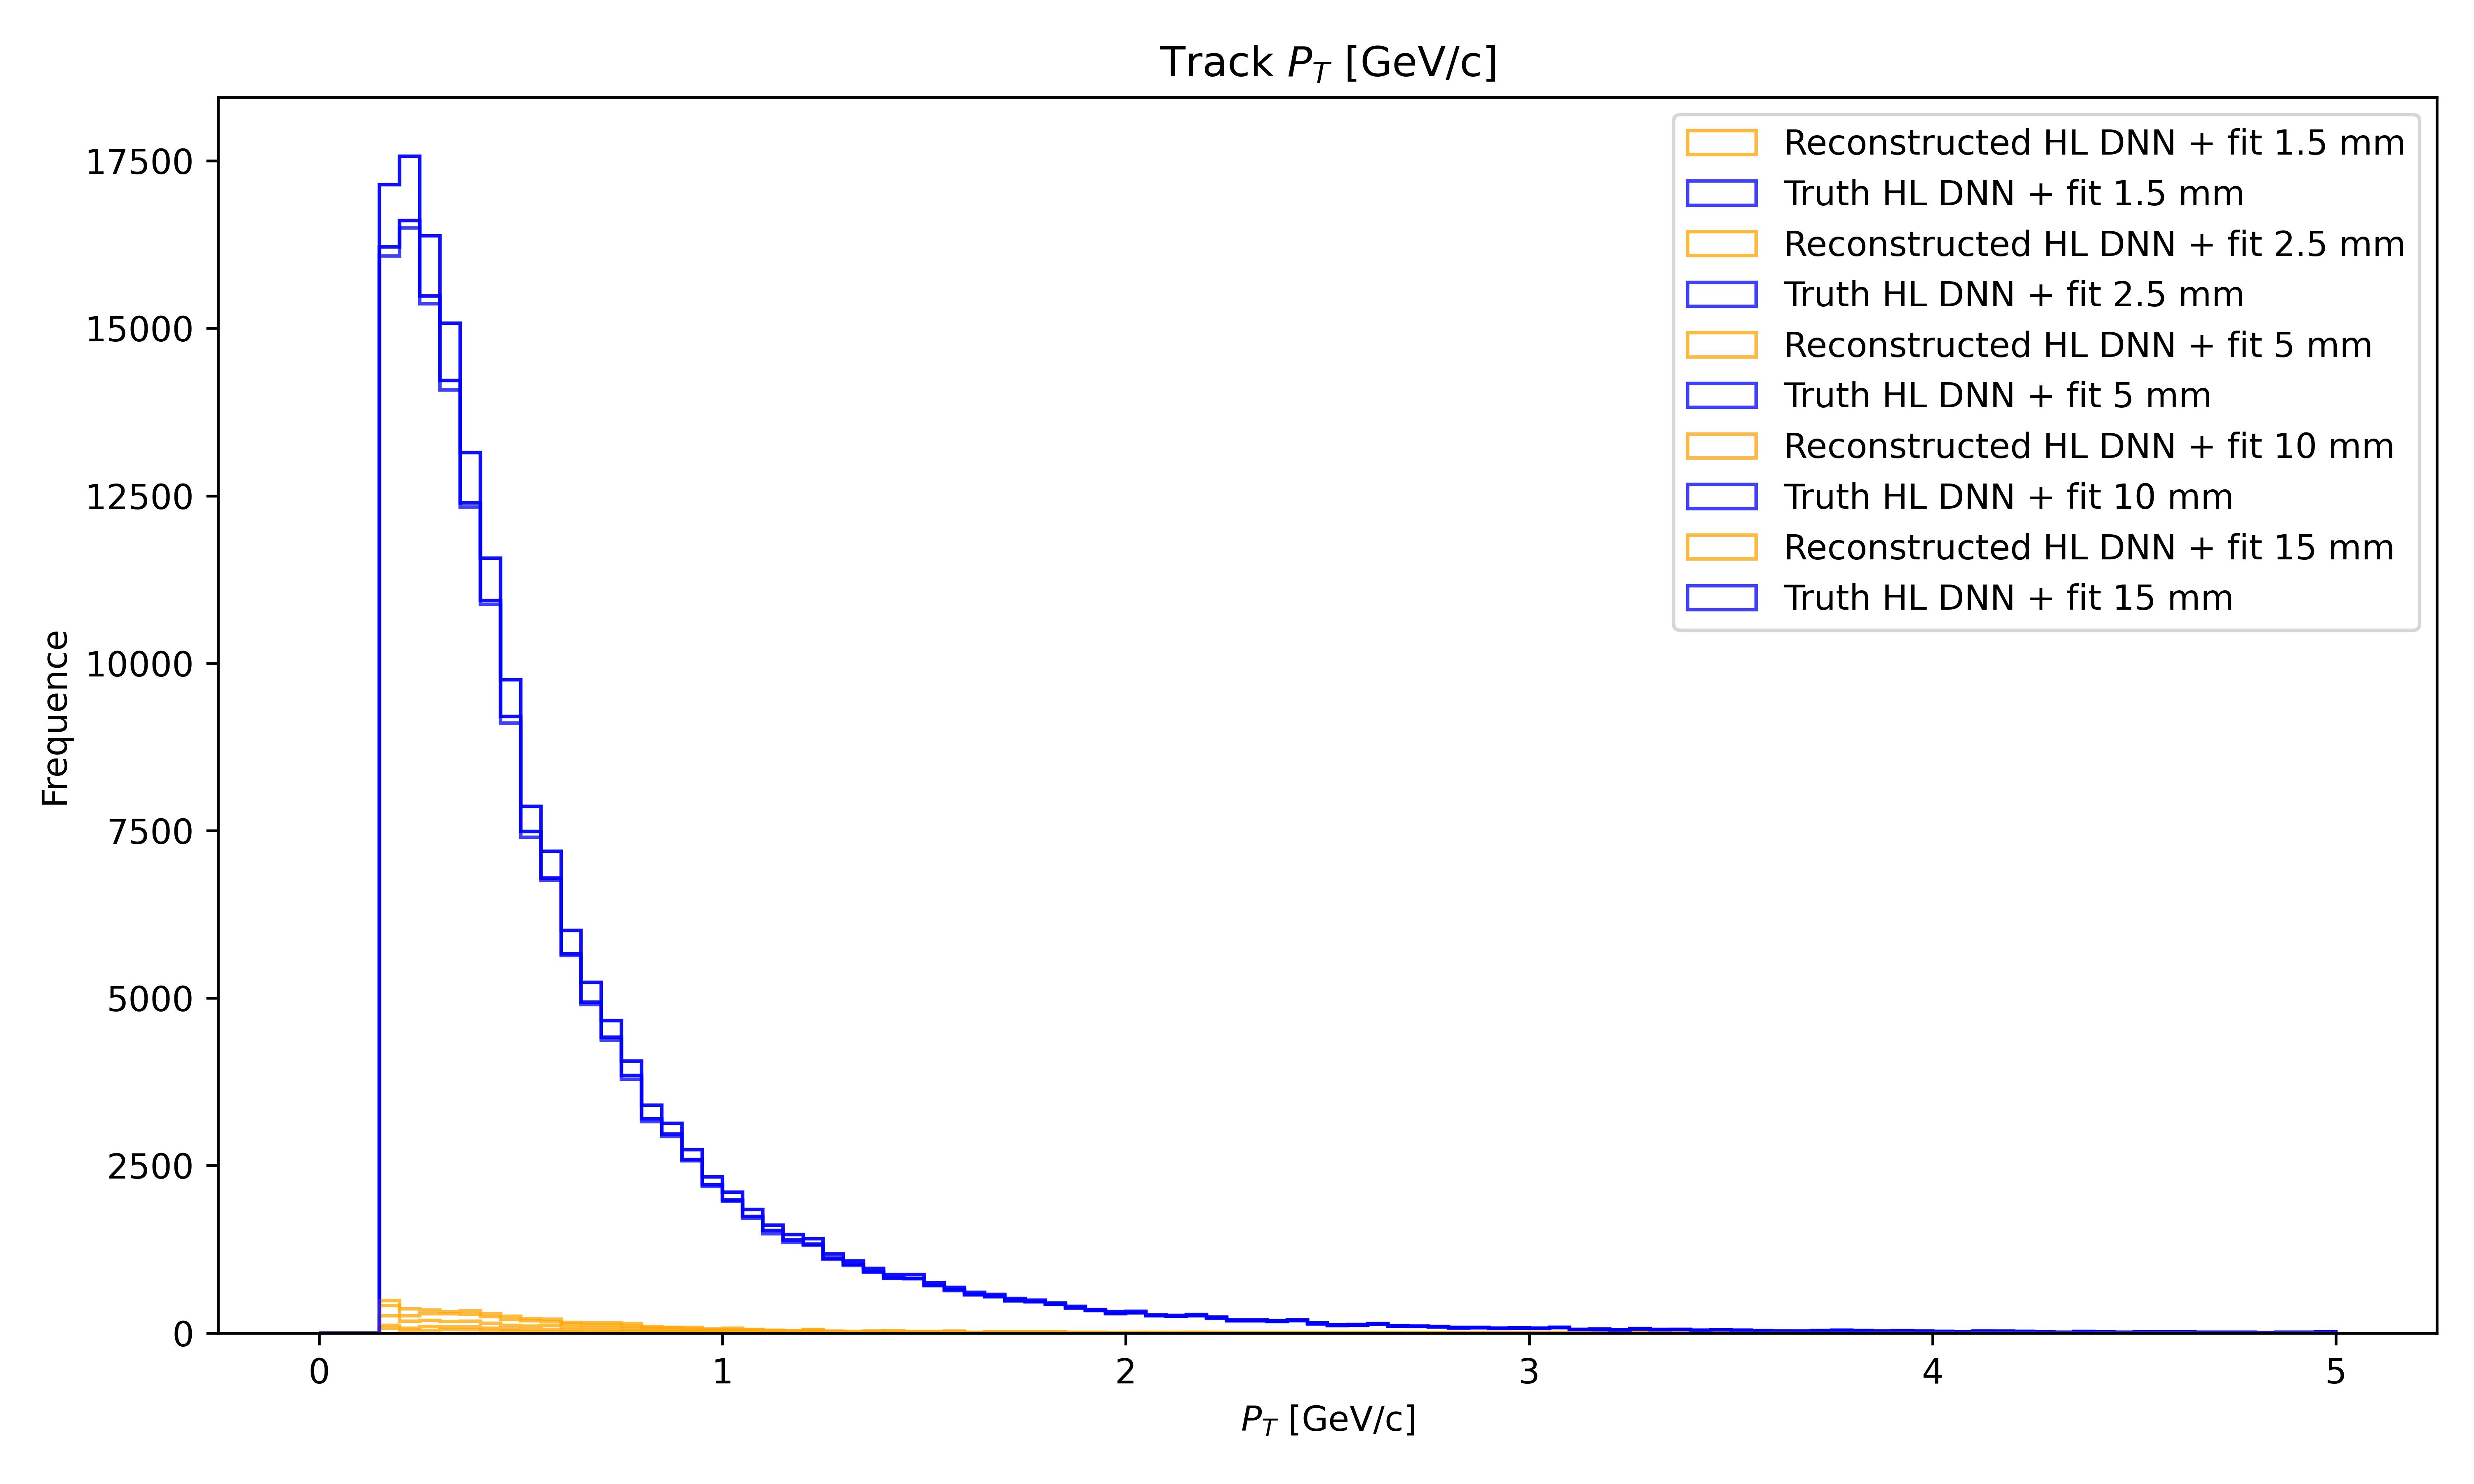 Track P_T [GeV/c]
Reconstructed HL DNN + fit 1.5 mm
Truth HL DNN + fit 1.5 mm
Reconstructed HL DNN + fit 2.5 mm
Truth HL DNN + fit 2.5 mm
Reconstructed HL DNN + fit 5 mm
Truth HL DNN + fit 5 mm
Reconstructed HL DNN + fit 10 mm
Truth HL DNN + fit 10 mm
Reconstructed HL DNN + fit 15 mm
Truth HL DNN + fit 15 mm
Frequence
17500
15000
12500
10000
7500
5000
2500
0
0 1 2 3 4 5
P_T [GeV/c]